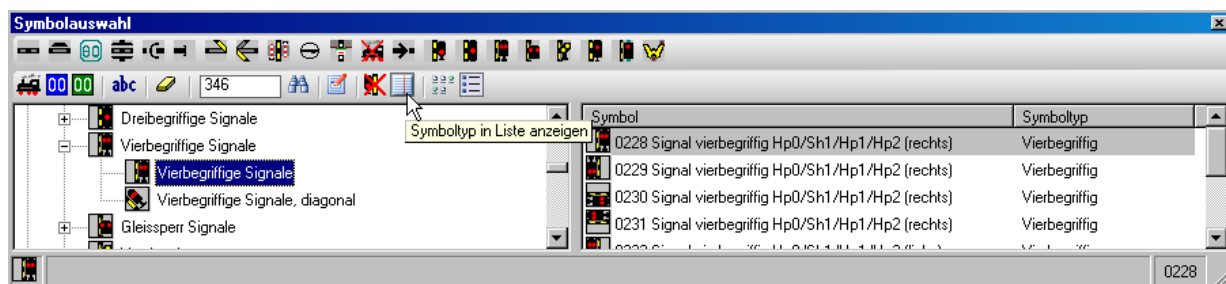 Symbolauswahl
00 00 abc 346
Dreibegriffige Signale
Vierbegriffige Signale
Vierbegriffige Signale
Vierbegriffige Signale, diagonal
Gleissperr Signale
Symboltyp in Liste anzeigen
Symbol Symboltyp
0228 Signal vierbegriffig Hp0/Sh1/Hp1/Hp2 (rechts) Vierbegriffig
0229 Signal vierbegriffig Hp0/Sh1/Hp1/Hp2 (rechts) Vierbegriffig
0230 Signal vierbegriffig Hp0/Sh1/Hp1/Hp2 (rechts) Vierbegriffig
0231 Signal vierbegriffig Hp0/Sh1/Hp1/Hp2 (rechts) Vierbegriffig
0228